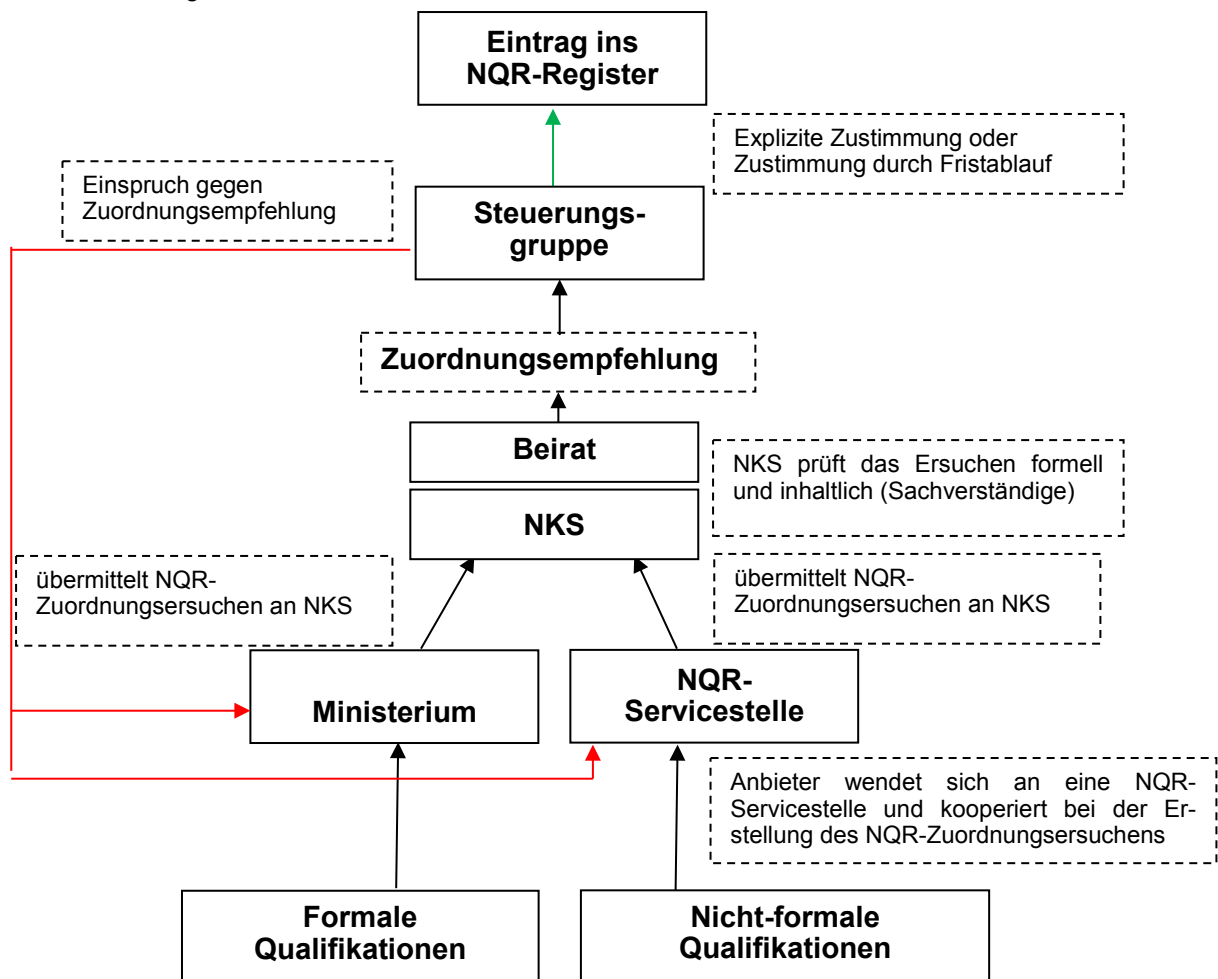 Eintrag ins
NQR-Register
Explizite Zustimmung oder
Zustimmung durch Fristablauf
Einspruch gegen
Zuordnungsempfehlung
Steuerungs-
gruppe
Zuordnungsempfehlung
Beirat
NKS prüft das Ersuchen formell
und inhaltlich (Sachverständige)
NKS
übermittelt NQR-
Zuordnungsersuchen an NKS
übermittelt NQR-
Zuordnungsersuchen an NKS
Ministerium
NQR-
Servicestelle
Anbieter wendet sich an eine NQR-
Servicestelle und kooperiert bei der Er-
stellung des NQR-Zuordnungsersuchens
Formale
Qualifikationen
Nicht-formale
Qualifikationen